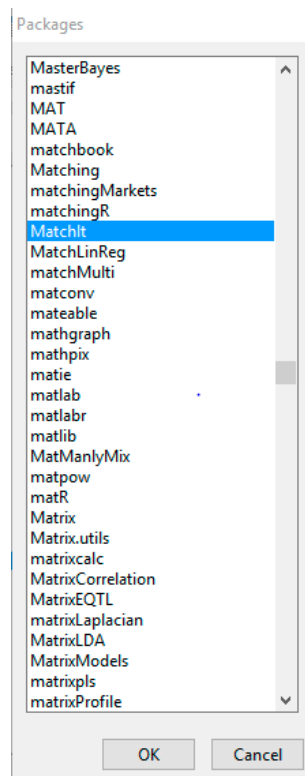 Packages
MasterBayes
mastif
MAT
MATA
matchbook
Matching
matchingMarkets
matchingR
MatchIt
MatchLinReg
matchMulti
matconv
mateable
mathgraph
mathpix
matie
matlab
matlabr
matlib
MatManlyMix
matpow
matR
Matrix
Matrix.utils
matrixcalc
MatrixCorrelation
MatrixEQTL
matrixLaplacian
MatrixLDA
MatrixModels
matrixpls
matrixProfile
OK Cancel